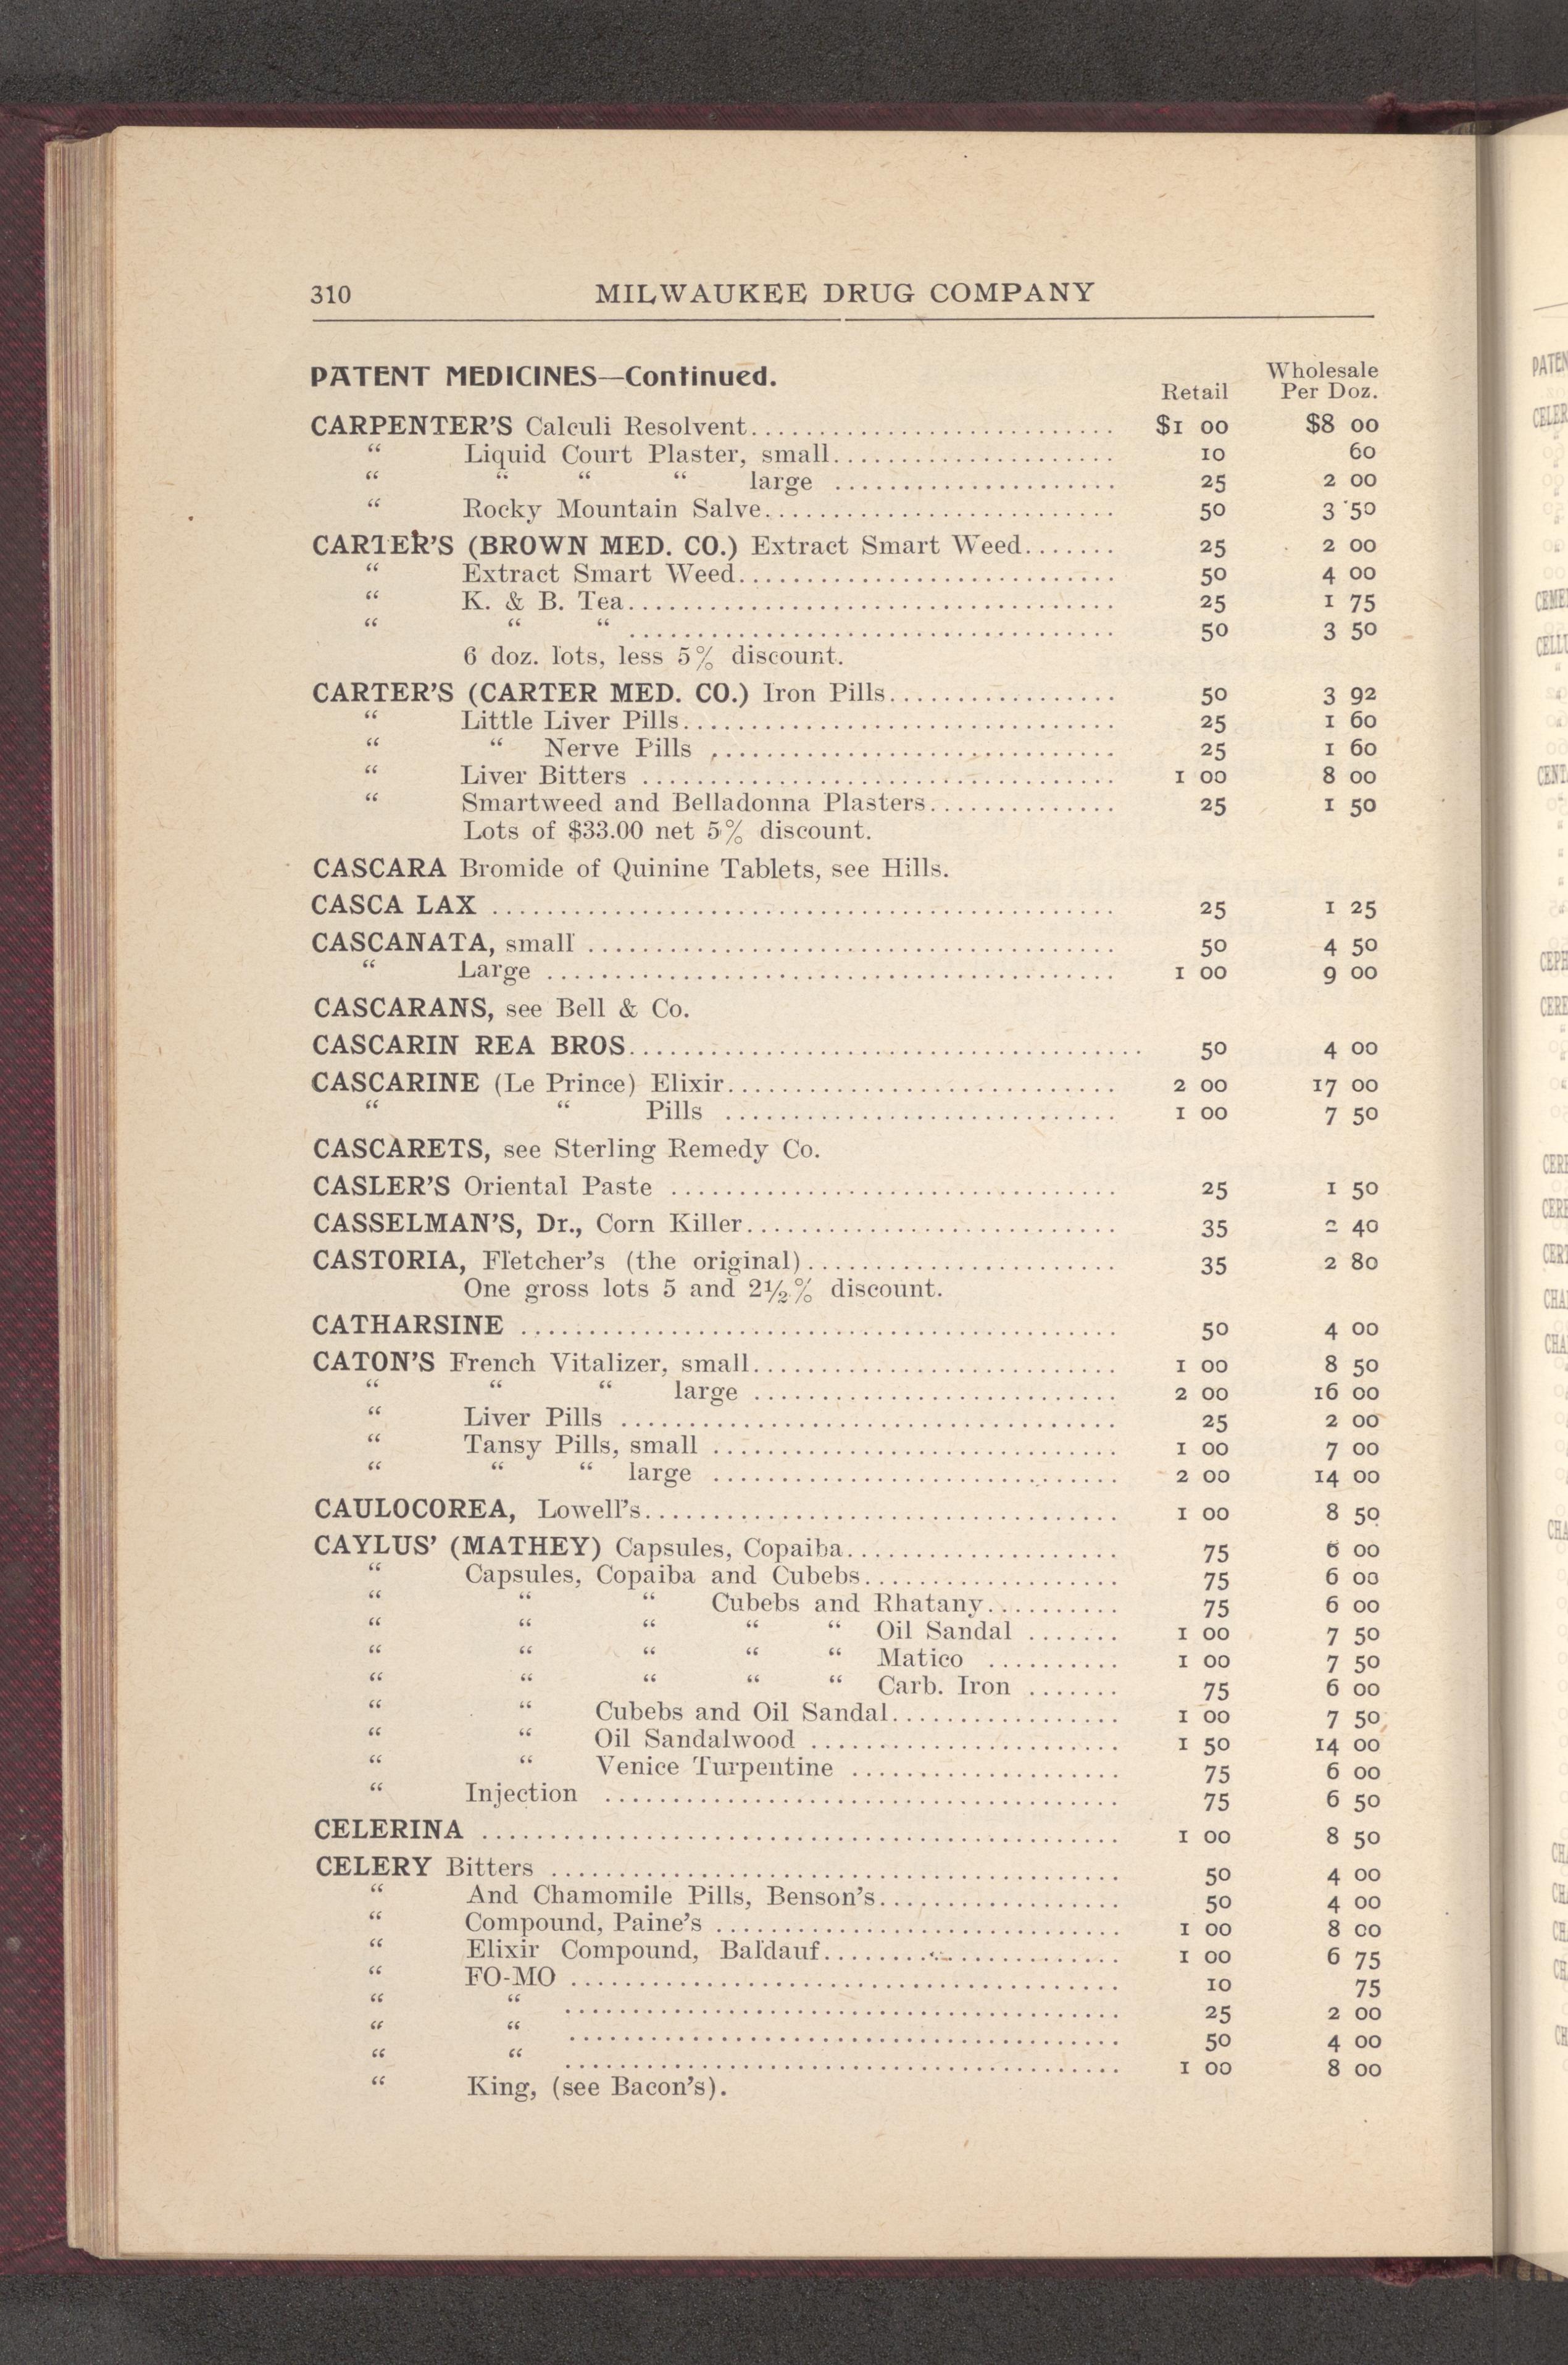 310 MILWAUKEE DRUG COMPANY
PATENT MEDICINES—Continued.
Wholesale
Retail Per Doz.
CARPENTER'S Calculi Resolvent.......................... $1 00 $8 00
“ Liquid Court Plaster, small..................... 10 60
“ “ “ “ large ..................... 25 2 00
“ Rocky Mountain Salve.......................... 50 3 50
CARTER'S (BROWN MED. CO.) Extract Smart Weed....... 25 2 00
“ Extract Smart Weed............................ 50 4 00
“ K. & B. Tea.................................... 25 1 75
“ “ “ .................................... 50 3 50
6 doz. lots, less 5% discount.
CARTER'S (CARTER MED. CO.) Iron Pills................. 50 3 92
“ Little Liver Pills................................ 25 1 60
“ “ Nerve Pills .............................. 25 1 60
“ Liver Bitters ................................... 1 00 8 00
“ Smartweed and Belladonna Plasters.............. 25 1 50
Lots of $33.00 net 5% discount.
CASCARA Bromide of Quinine Tablets, see Hills.
CASCA LAX .............................................. 25 1 25
CASCANATA, small ....................................... 50 4 50
“ Large .......................................... 1 00 9 00
CASCARANS, see Bell & Co.
CASCARIN REA BROS...................................... 50 4 00
CASCARINE (Le Prince) Elixir............................. 2 00 17 00
“ “ Pills ............................. 1 00 7 50
CASCARETS, see Sterling Remedy Co.
CASLER'S Oriental Paste ................................. 25 1 50
CASSELMAN'S, Dr., Corn Killer........................... 35 2 40
CASTORIA, Fletcher's (the original)....................... 35 2 80
One gross lots 5 and 2½% discount.
CATHARSINE ............................................ 50 4 00
CATON'S French Vitalizer, small........................... 1 00 8 50
“ “ “ large ........................... 2 00 16 00
“ Liver Pills ..................................... 25 2 00
“ Tansy Pills, small .............................. 1 00 7 00
“ “ “ large .............................. 2 00 14 00
CAULOCOREA, Lowell's................................... 1 00 8 50
CAYLUS' (MATHEY) Capsules, Copaiba.................... 75 6 00
“ Capsules, Copaiba and Cubebs................... 75 6 00
“ “ “ Cubebs and Rhatany.......... 75 6 00
“ “ “ “ “ Oil Sandal ....... 1 00 7 50
“ “ “ “ “ Matico .......... 1 00 7 50
“ “ “ “ “ Carb. Iron ....... 75 6 00
“ “ Cubebs and Oil Sandal................. 1 00 7 50
“ “ Oil Sandalwood ....................... 1 50 14 00
“ “ Venice Turpentine .................... 75 6 00
“ Injection ...................................... 75 6 50
CELERINA ............................................... 1 00 8 50
CELERY Bitters .......................................... 50 4 00
“ And Chamomile Pills, Benson's.................. 50 4 00
“ Compound, Paine's .............................. 1 00 8 00
“ Elixir Compound, Baldauf...................... 1 00 6 75
“ FO-MO ......................................... 10 75
“ “ ......................................... 25 2 00
“ “ ......................................... 50 4 00
“ “ ......................................... 1 00 8 00
“ King, (see Bacon's).